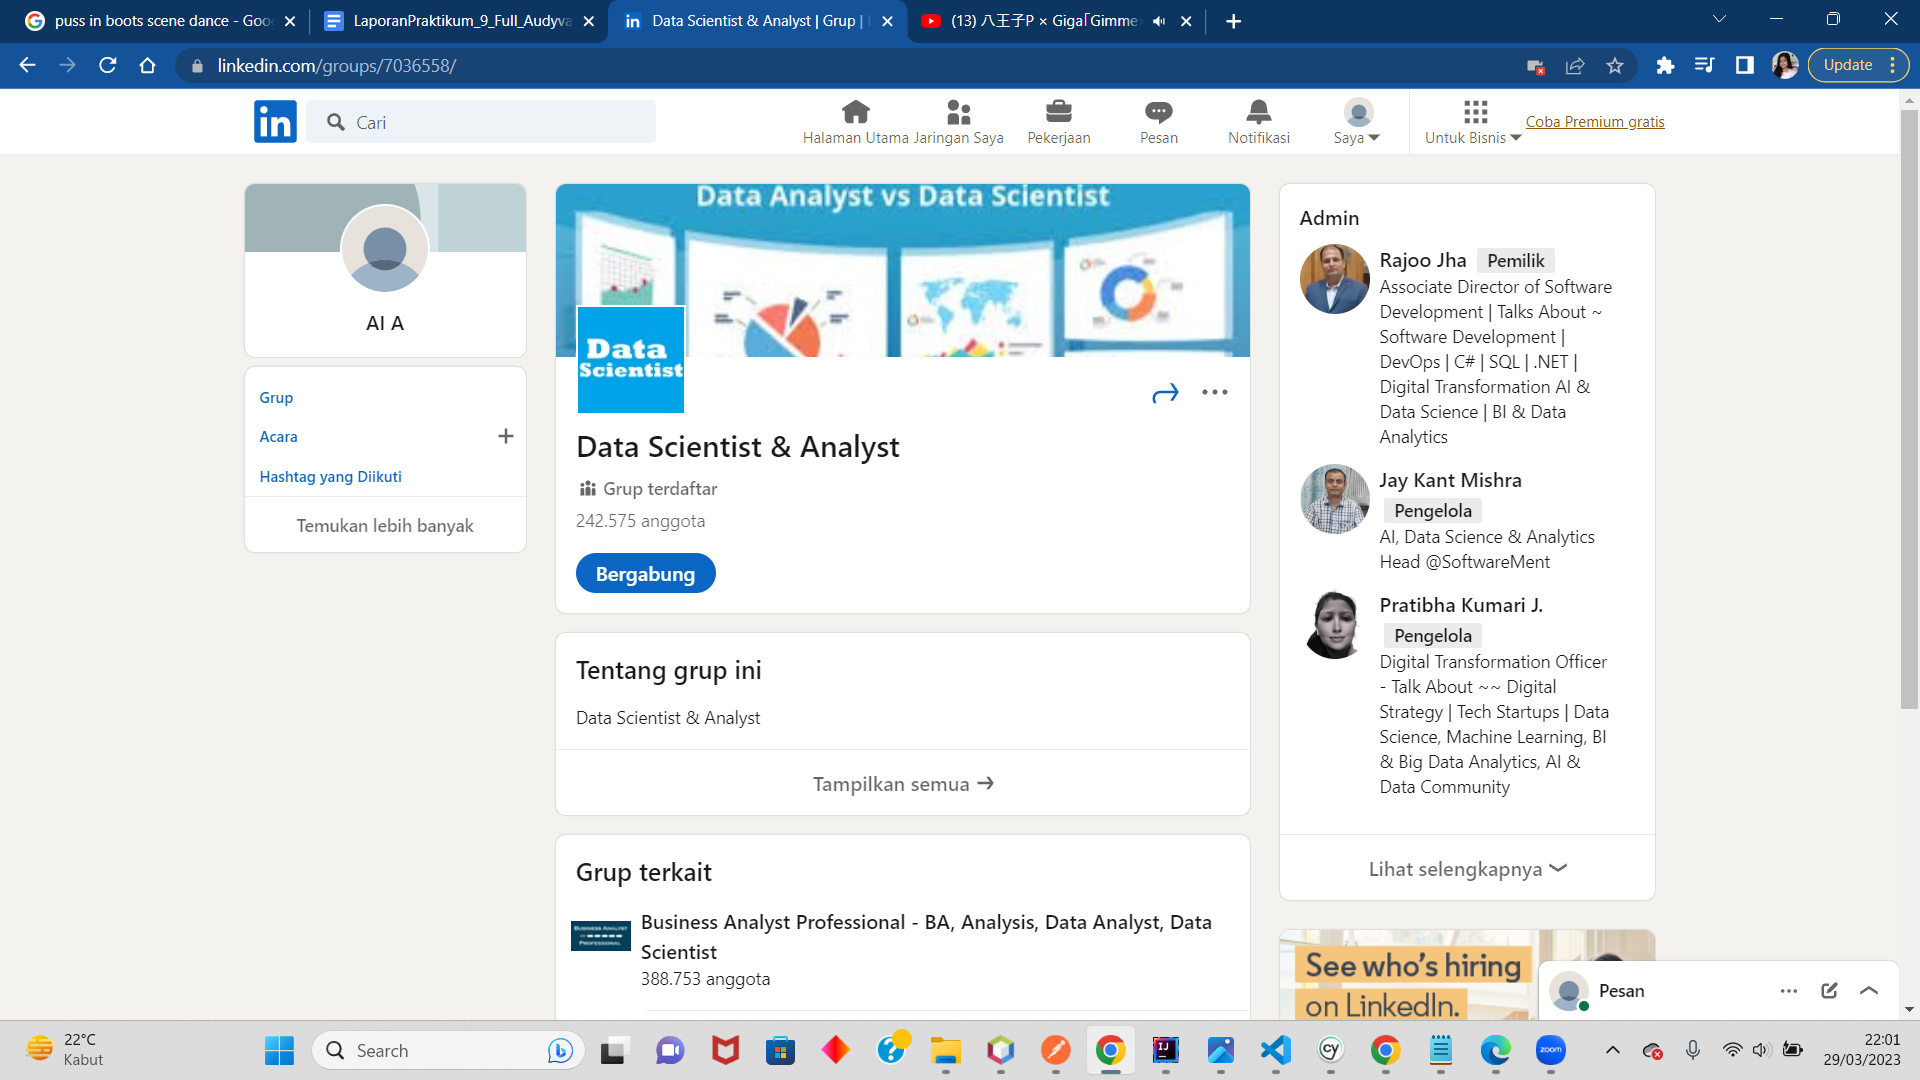 puss in boots scene dance - Goo
LaporanPraktikum_9_Full_Audyva
Data Scientist & Analyst | Grup | L
(13) 八王子P × Giga「Gimme×
linkedin.com/groups/7036558/
Update
in
Cari
Halaman Utama
Jaringan Saya
Pekerjaan
Pesan
Notifikasi
Saya
Untuk Bisnis
Coba Premium gratis
AI A
Grup
Acara
Hashtag yang Diikuti
Temukan lebih banyak
Data Analyst vs Data Scientist
Data
Scientist
Data Scientist & Analyst
Grup terdaftar
242.575 anggota
Bergabung
Tentang grup ini
Data Scientist & Analyst
Tampilkan semua →
Grup terkait
BUSINESS ANALYST
PROFESSIONAL
Business Analyst Professional - BA, Analysis, Data Analyst, Data
Scientist
388.753 anggota
Admin
Rajoo Jha Pemilik
Associate Director of Software
Development | Talks About ~
Software Development |
DevOps | C# | SQL | .NET |
Digital Transformation AI &
Data Science | BI & Data
Analytics
Jay Kant Mishra
Pengelola
AI, Data Science & Analytics
Head @SoftwareMent
Pratibha Kumari J.
Pengelola
Digital Transformation Officer
- Talk About ~~ Digital
Strategy | Tech Startups | Data
Science, Machine Learning, BI
& Big Data Analytics, AI &
Data Community
Lihat selengkapnya
See who's hiring
on LinkedIn.
Pesan
22°C
Kabut
Search
IJ
CY
zoom
22:01
29/03/2023